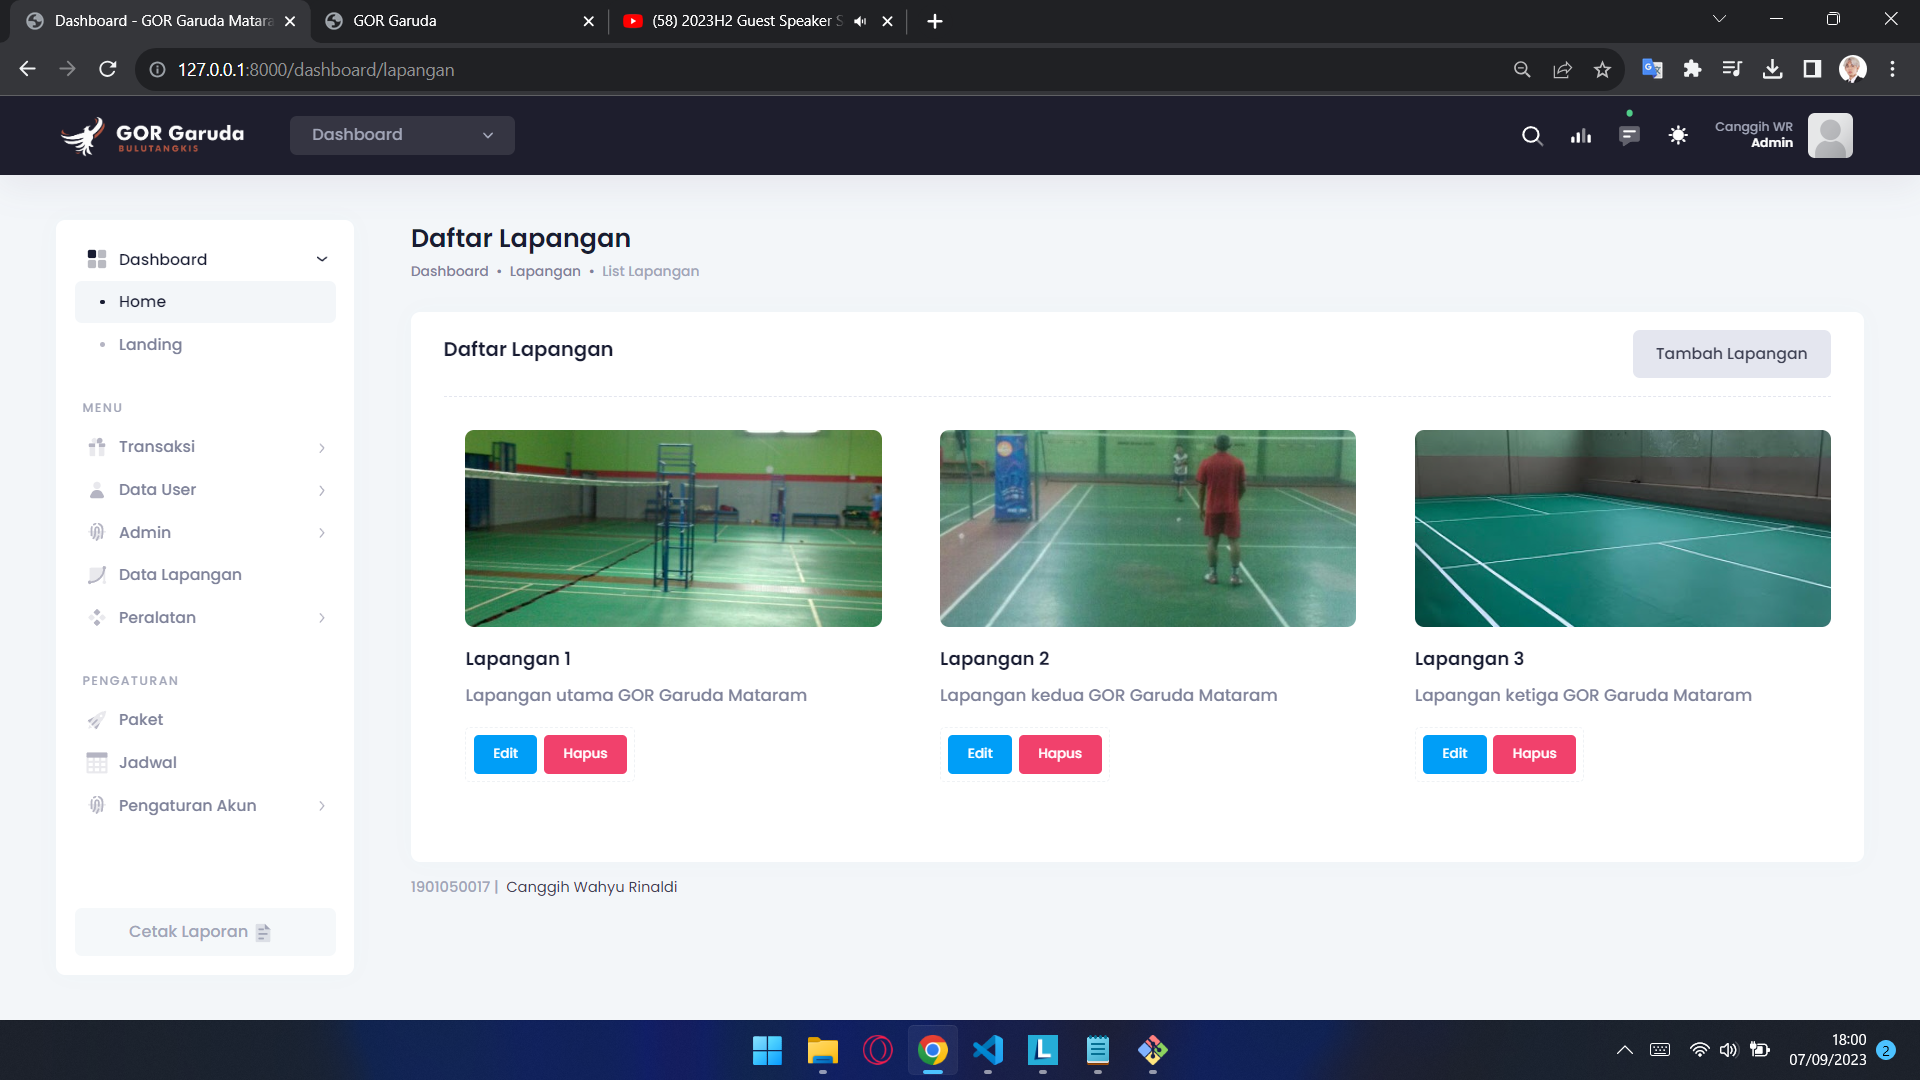 Dashboard - GOR Garuda Matara
GOR Garuda
(58) 2023H2 Guest Speaker S
127.0.0.1:8000/dashboard/lapangan
GOR Garuda
BULUTANGKIS
Dashboard
Canggih WR
Admin
Dashboard
Home
Landing
MENU
Transaksi
Data User
Admin
Data Lapangan
Peralatan
PENGATURAN
Paket
Jadwal
Pengaturan Akun
Cetak Laporan
Daftar Lapangan
Dashboard • Lapangan • List Lapangan
Daftar Lapangan
Tambah Lapangan
Lapangan 1
Lapangan utama GOR Garuda Mataram
Edit Hapus
Lapangan 2
Lapangan kedua GOR Garuda Mataram
Edit Hapus
Lapangan 3
Lapangan ketiga GOR Garuda Mataram
Edit Hapus
1901050017 | Canggih Wahyu Rinaldi
18:00
07/09/2023
2